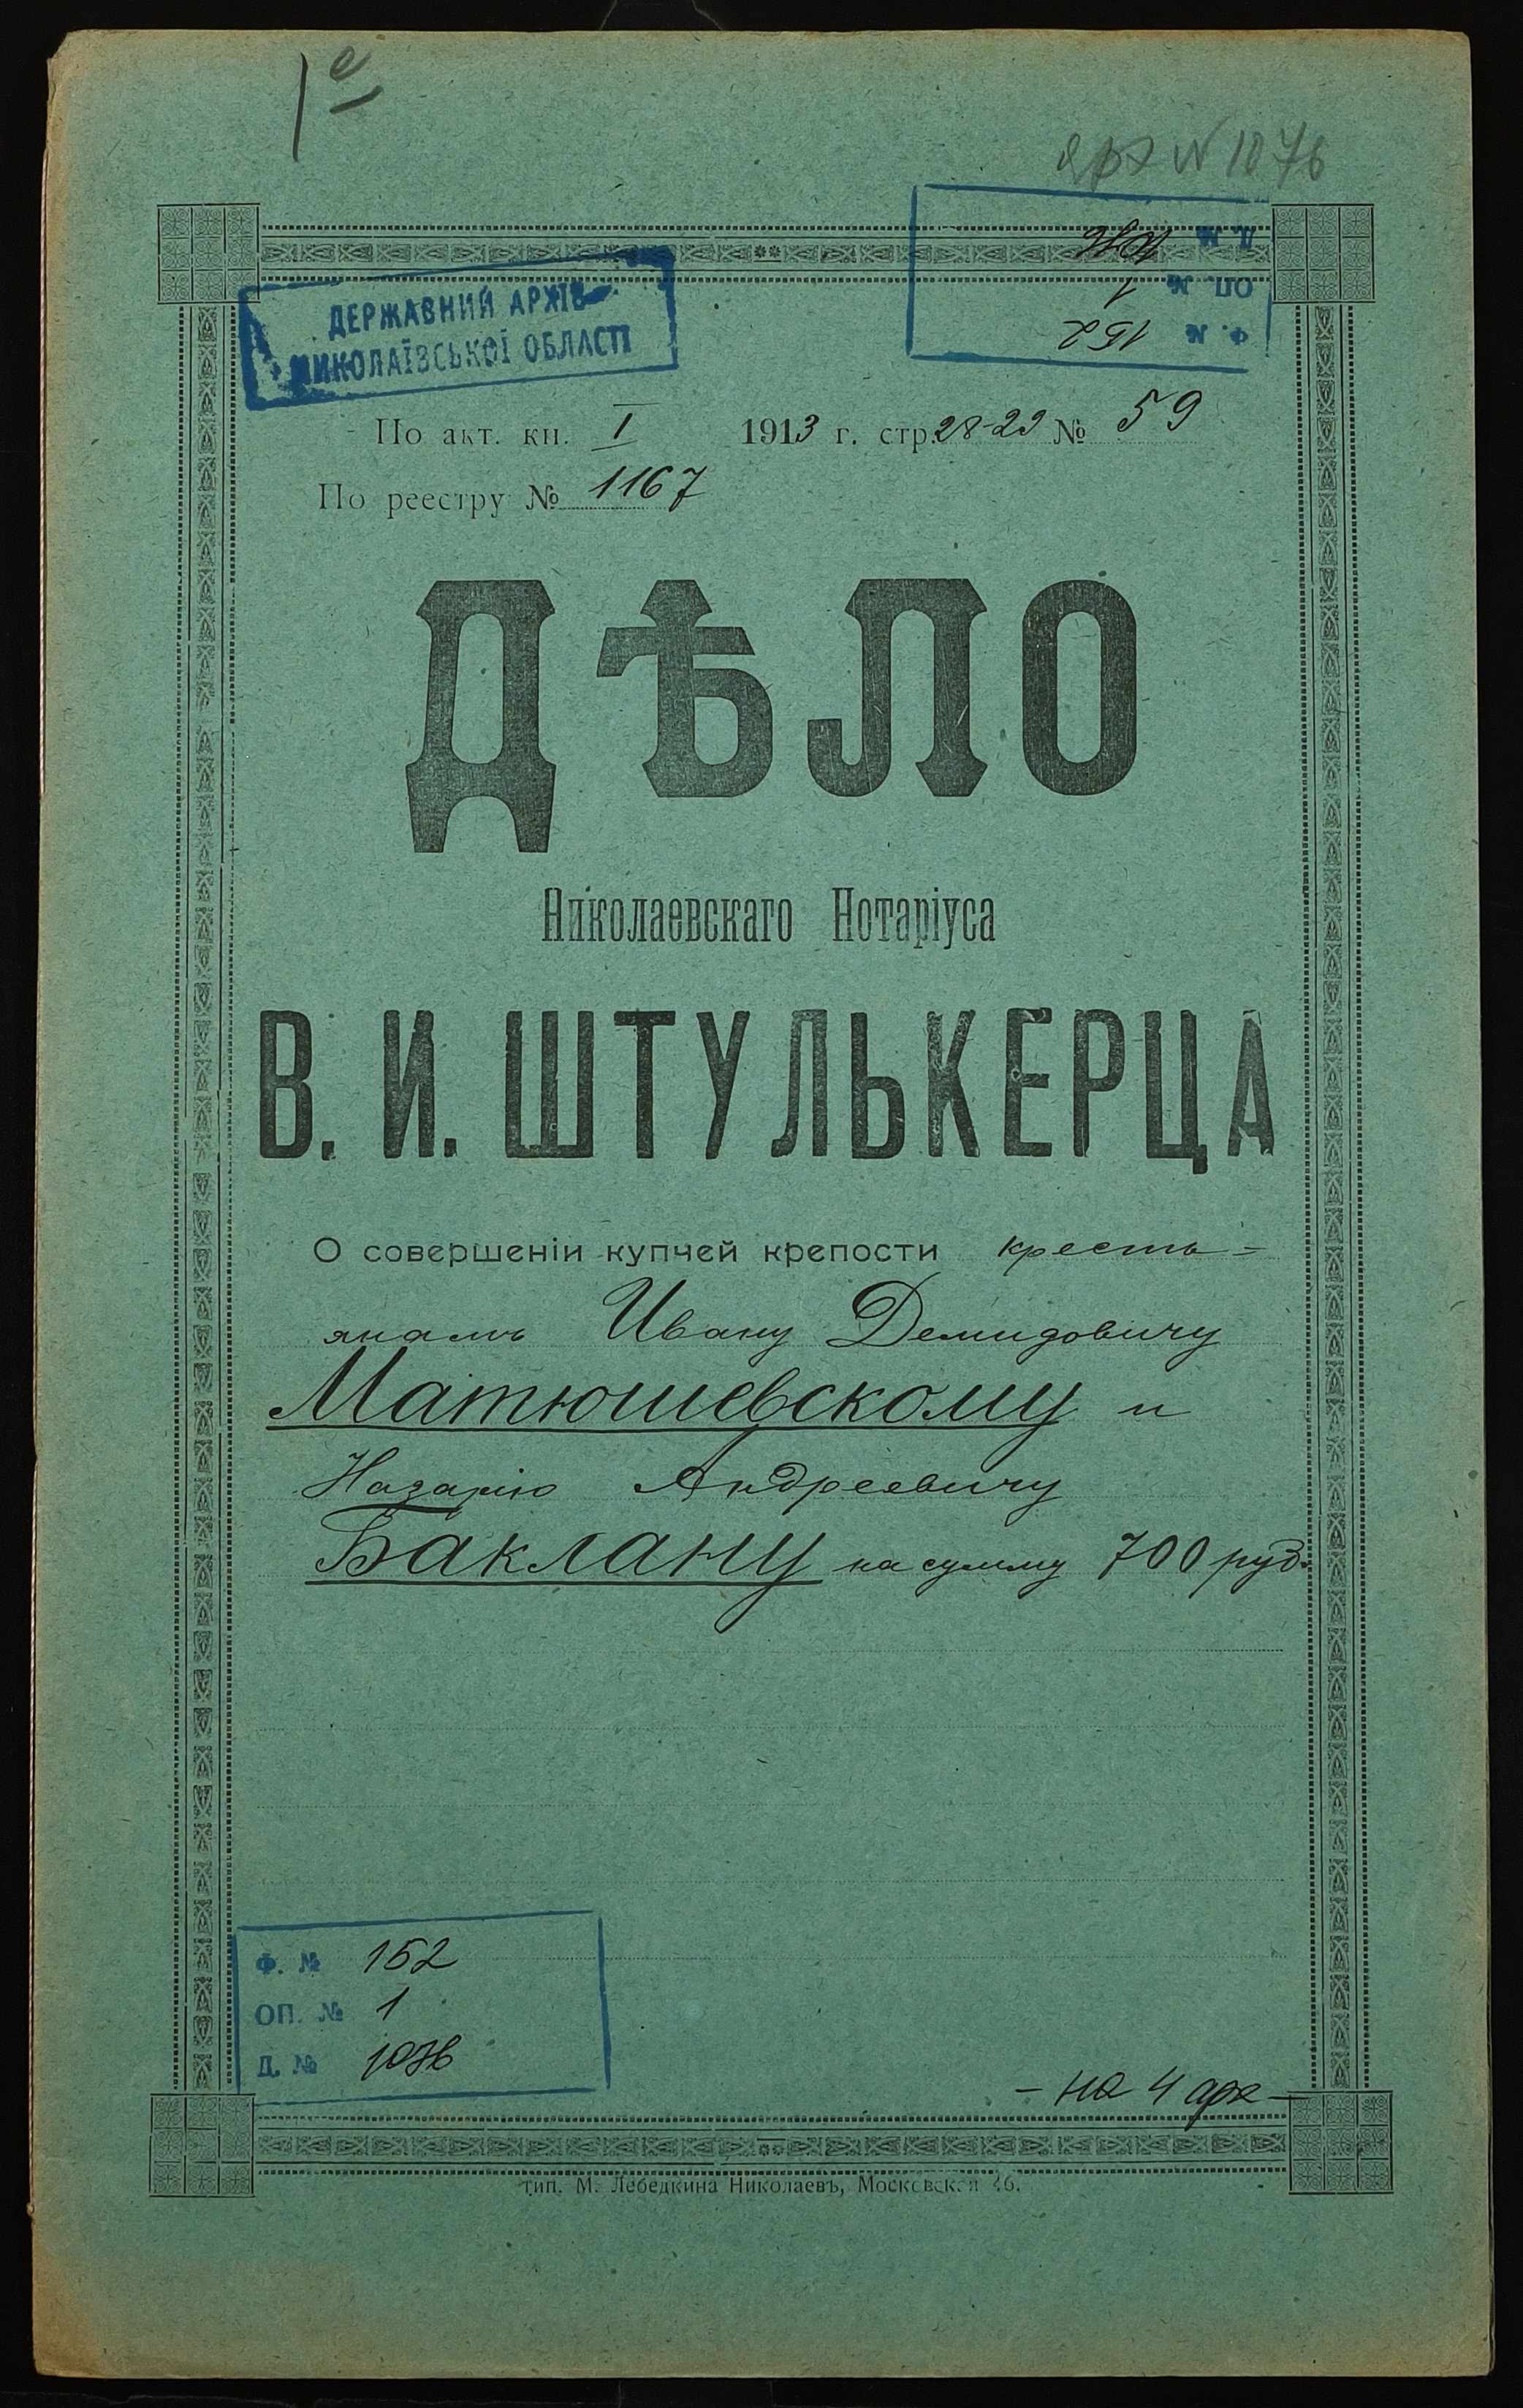 1е
арх N 1076
Д. № 1076
ОП. № 1
Ф. № 152
ДЕРЖАВНИЙ АРХІВ
МИКОЛАЇВСЬКОЇ ОБЛАСТІ
По акт. кн. I 1913 г. стр. 28-29 № 59
По реестру № 1167
ДѢЛО
Николаевскаго Нотаріуса
В. И. ШТУЛЬКЕРЦА
О совершеніи купчей крепости кресть=
янамъ Ивану Демидовичу
Матюшевскому и
Назарію Андреевичу
Баклану на сумму 700 руб.
Ф. № 152
ОП. № 1
Д. № 1076
- на 4 арк -
тип. М. Лебедкина Николаевъ, Московская 26.